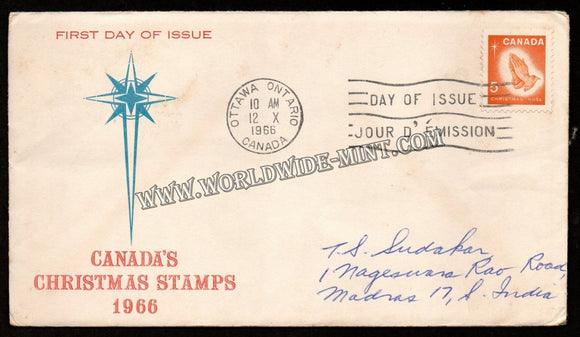 FIRST DAY OF ISSUE
CANADA
5
CHRISTMAS NOËL
OTTAWA ONTARIO
10 AM
12 X
1966
CANADA
DAY OF ISSUE
JOUR D'ÉMISSION
www.Worldwide-Mint.com
CANADA'S
CHRISTMAS STAMPS
1966
T.S. Sudakar
1 Nageswara Rao Road,
Madras 17, S. India